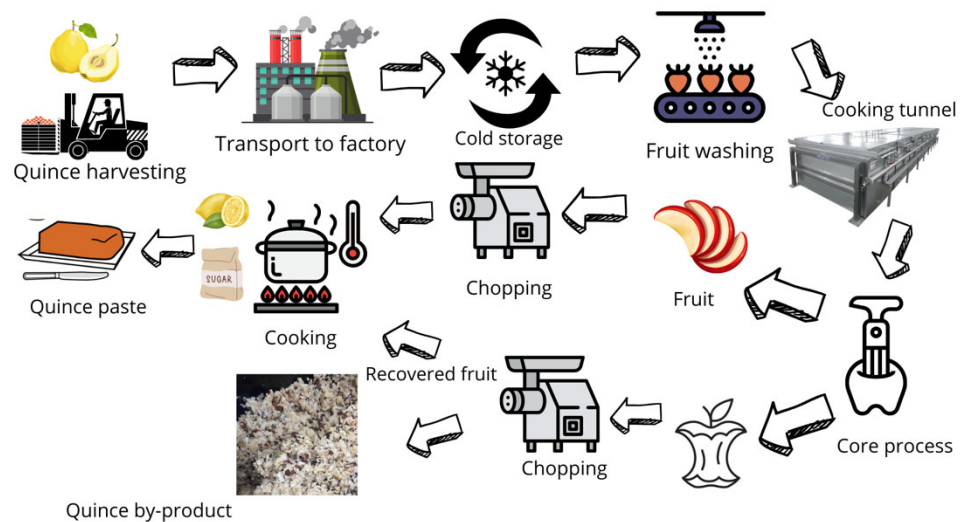 Quince harvesting
Transport to factory
Cold storage
Fruit washing
Cooking tunnel
Quince paste
SUGAR
Cooking
Chopping
Fruit
Recovered fruit
Quince by-product
Chopping
Core process